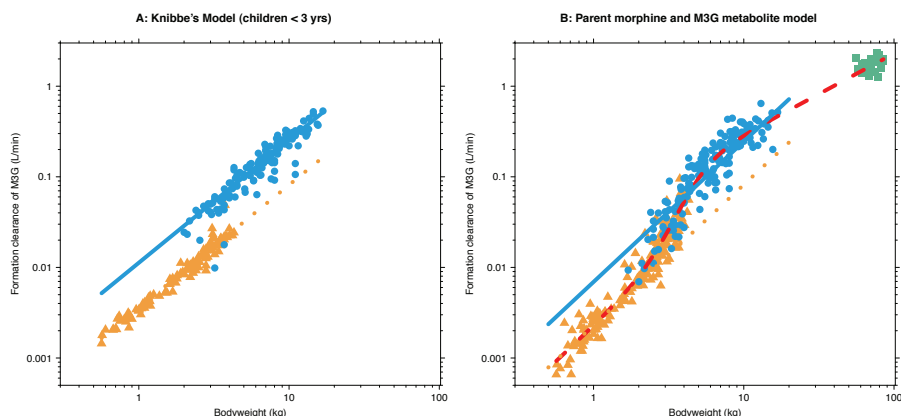 A: Knibbe's Model (children < 3 yrs)
Formation clearance of M3G (L/min)
1
0.1
0.01
0.001
1
10
100
Bodyweight (kg)
B: Parent morphine and M3G metabolite model
Formation clearance of M3G (L/min)
1
0.1
0.01
0.001
1
10
100
Bodyweight (kg)